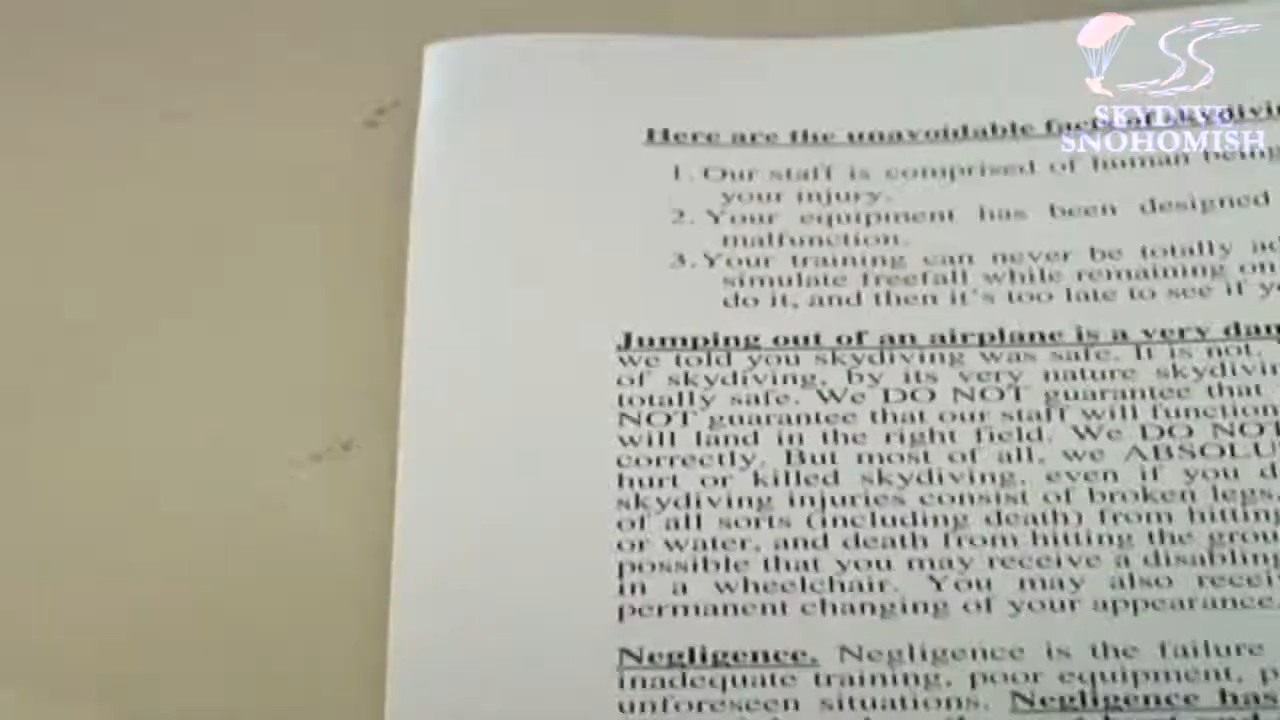 SKYDIVE
SNOHOMISH
Here are the unavoidable facts of skydivi
1. Our staff is comprised of human being
your injury.
2. Your equipment has been designed
malfunction.
3. Your training can never be totally ad
simulate freefall while remaining on
do it, and then it's too late to see if y
Jumping out of an airplane is a very dan
we told you skydiving was safe. It is not.
of skydiving, by its very nature skydivin
totally safe. We DO NOT guarantee that
NOT guarantee that our staff will function
will land in the right field. We DO NOT
correctly. But most of all, we ABSOLU
hurt or killed skydiving, even if you d
skydiving injuries consist of broken legs,
of all sorts (including death) from hitting
or water, and death from hitting the grou
possible that you may receive a disabling
in a wheelchair. You may also recei
permanent changing of your appearance.
Negligence. Negligence is the failure
inadequate training, poor equipment, p
unforeseen situations. Negligence has